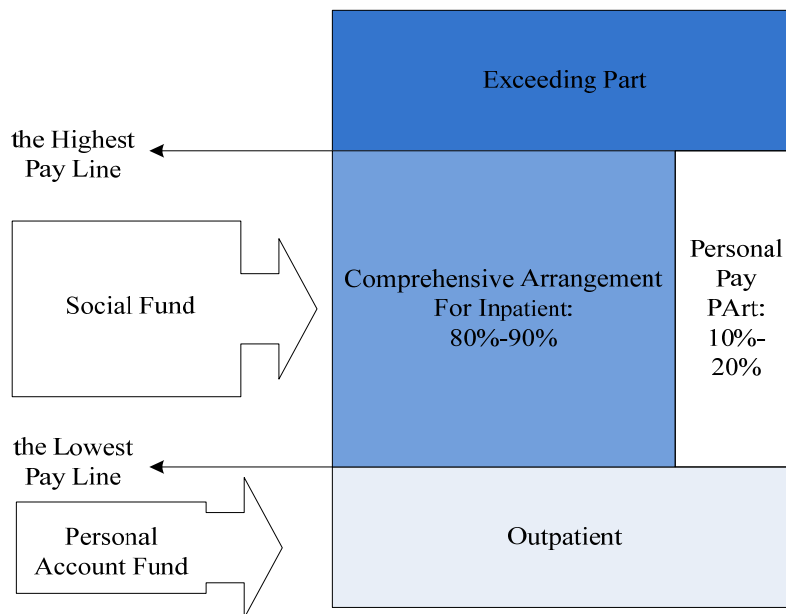 Exceeding Part
the Highest
Pay Line
Social Fund
Comprehensive Arrangement
For Inpatient:
80%-90%
Personal
Pay
PArt:
10%-
20%
the Lowest
Pay Line
Personal
Account Fund
Outpatient